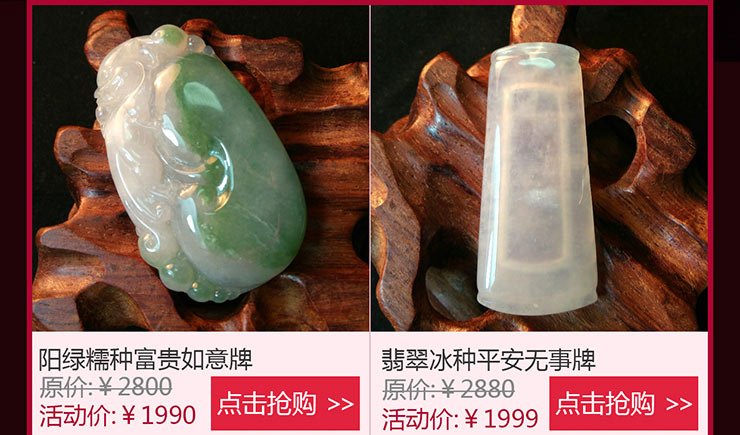 阳绿糯种富贵如意牌
原价:￥2800
活动价:￥1990
点击抢购 >>
翡翠冰种平安无事牌
原价:￥2880
活动价:￥1999
点击抢购 >>